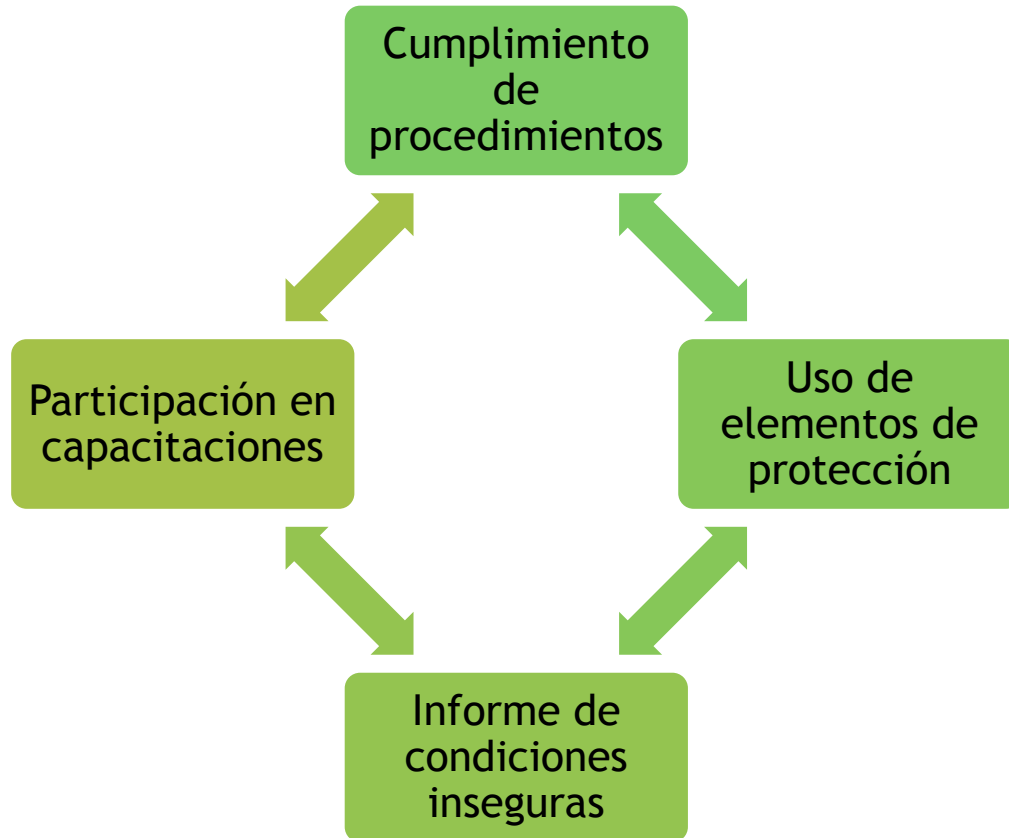 Cumplimiento
de
procedimientos
Participación en
capacitaciones
Uso de
elementos de
protección
Informe de
condiciones
inseguras